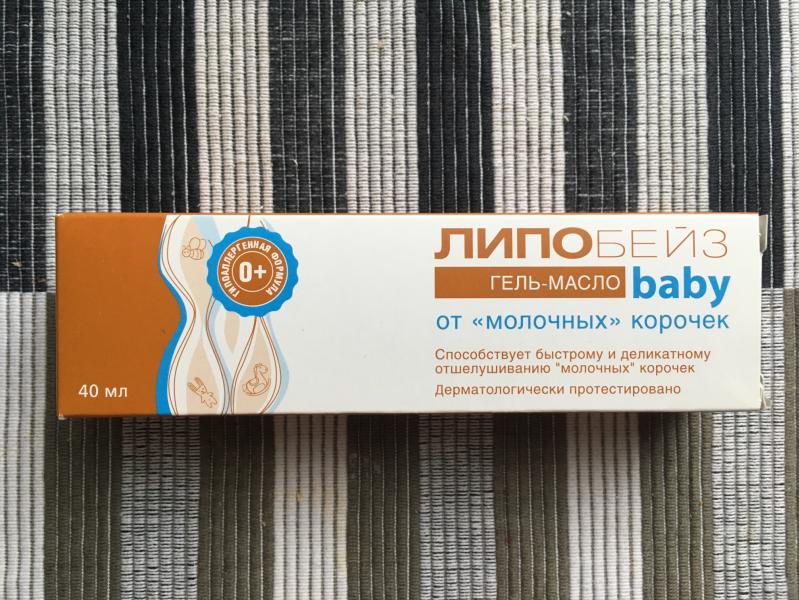 ЛИПОБЕЙЗ
ГЕЛЬ-МАСЛО baby
от «молочных» корочек
Способствует быстрому и деликатному
отшелушиванию "молочных" корочек
Дерматологически протестировано
ГИПОАЛЛЕРГЕННАЯ ФОРМУЛА
0+
40 мл